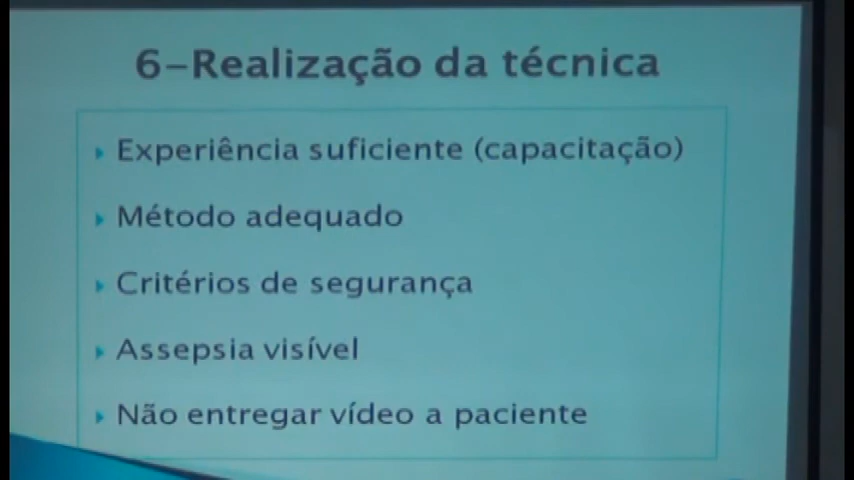 6-Realização da técnica
Experiência suficiente (capacitação)
Método adequado
Critérios de segurança
Assepsia visível
Não entregar vídeo a paciente